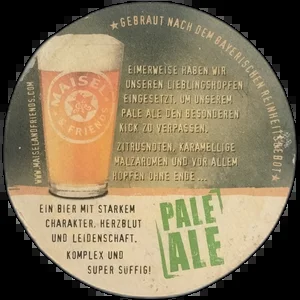 ★ GEBRAUT NACH DEM BAYERISCHEN REINHEITSGEBOT ★
WWW.MAISELANDFRIENDS.COM
MAISEL
& FRIENDS
EIMERWEISE HABEN WIR
UNSEREN LIEBLINGSHOPFEN
EINGESETZT, UM UNSEREM
PALE ALE DEN BESONDEREN
KICK ZU VERPASSEN.
ZITRUSNOTEN, KARAMELLIGE
MALZAROMEN UND VOR ALLEM
HOPFEN OHNE ENDE ...
EIN BIER MIT STARKEM
CHARAKTER, HERZBLUT
UND LEIDENSCHAFT.
KOMPLEX UND
SUPER SÜFFIG!
PALE
ALE